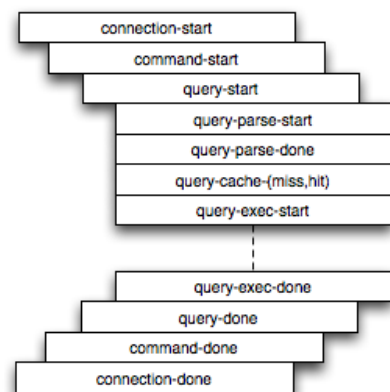 connection-start
command-start
query-start
query-parse-start
query-parse-done
query-cache-{miss,hit)
query-exec-start
query-exec-done
query-done
command-done
connection-done